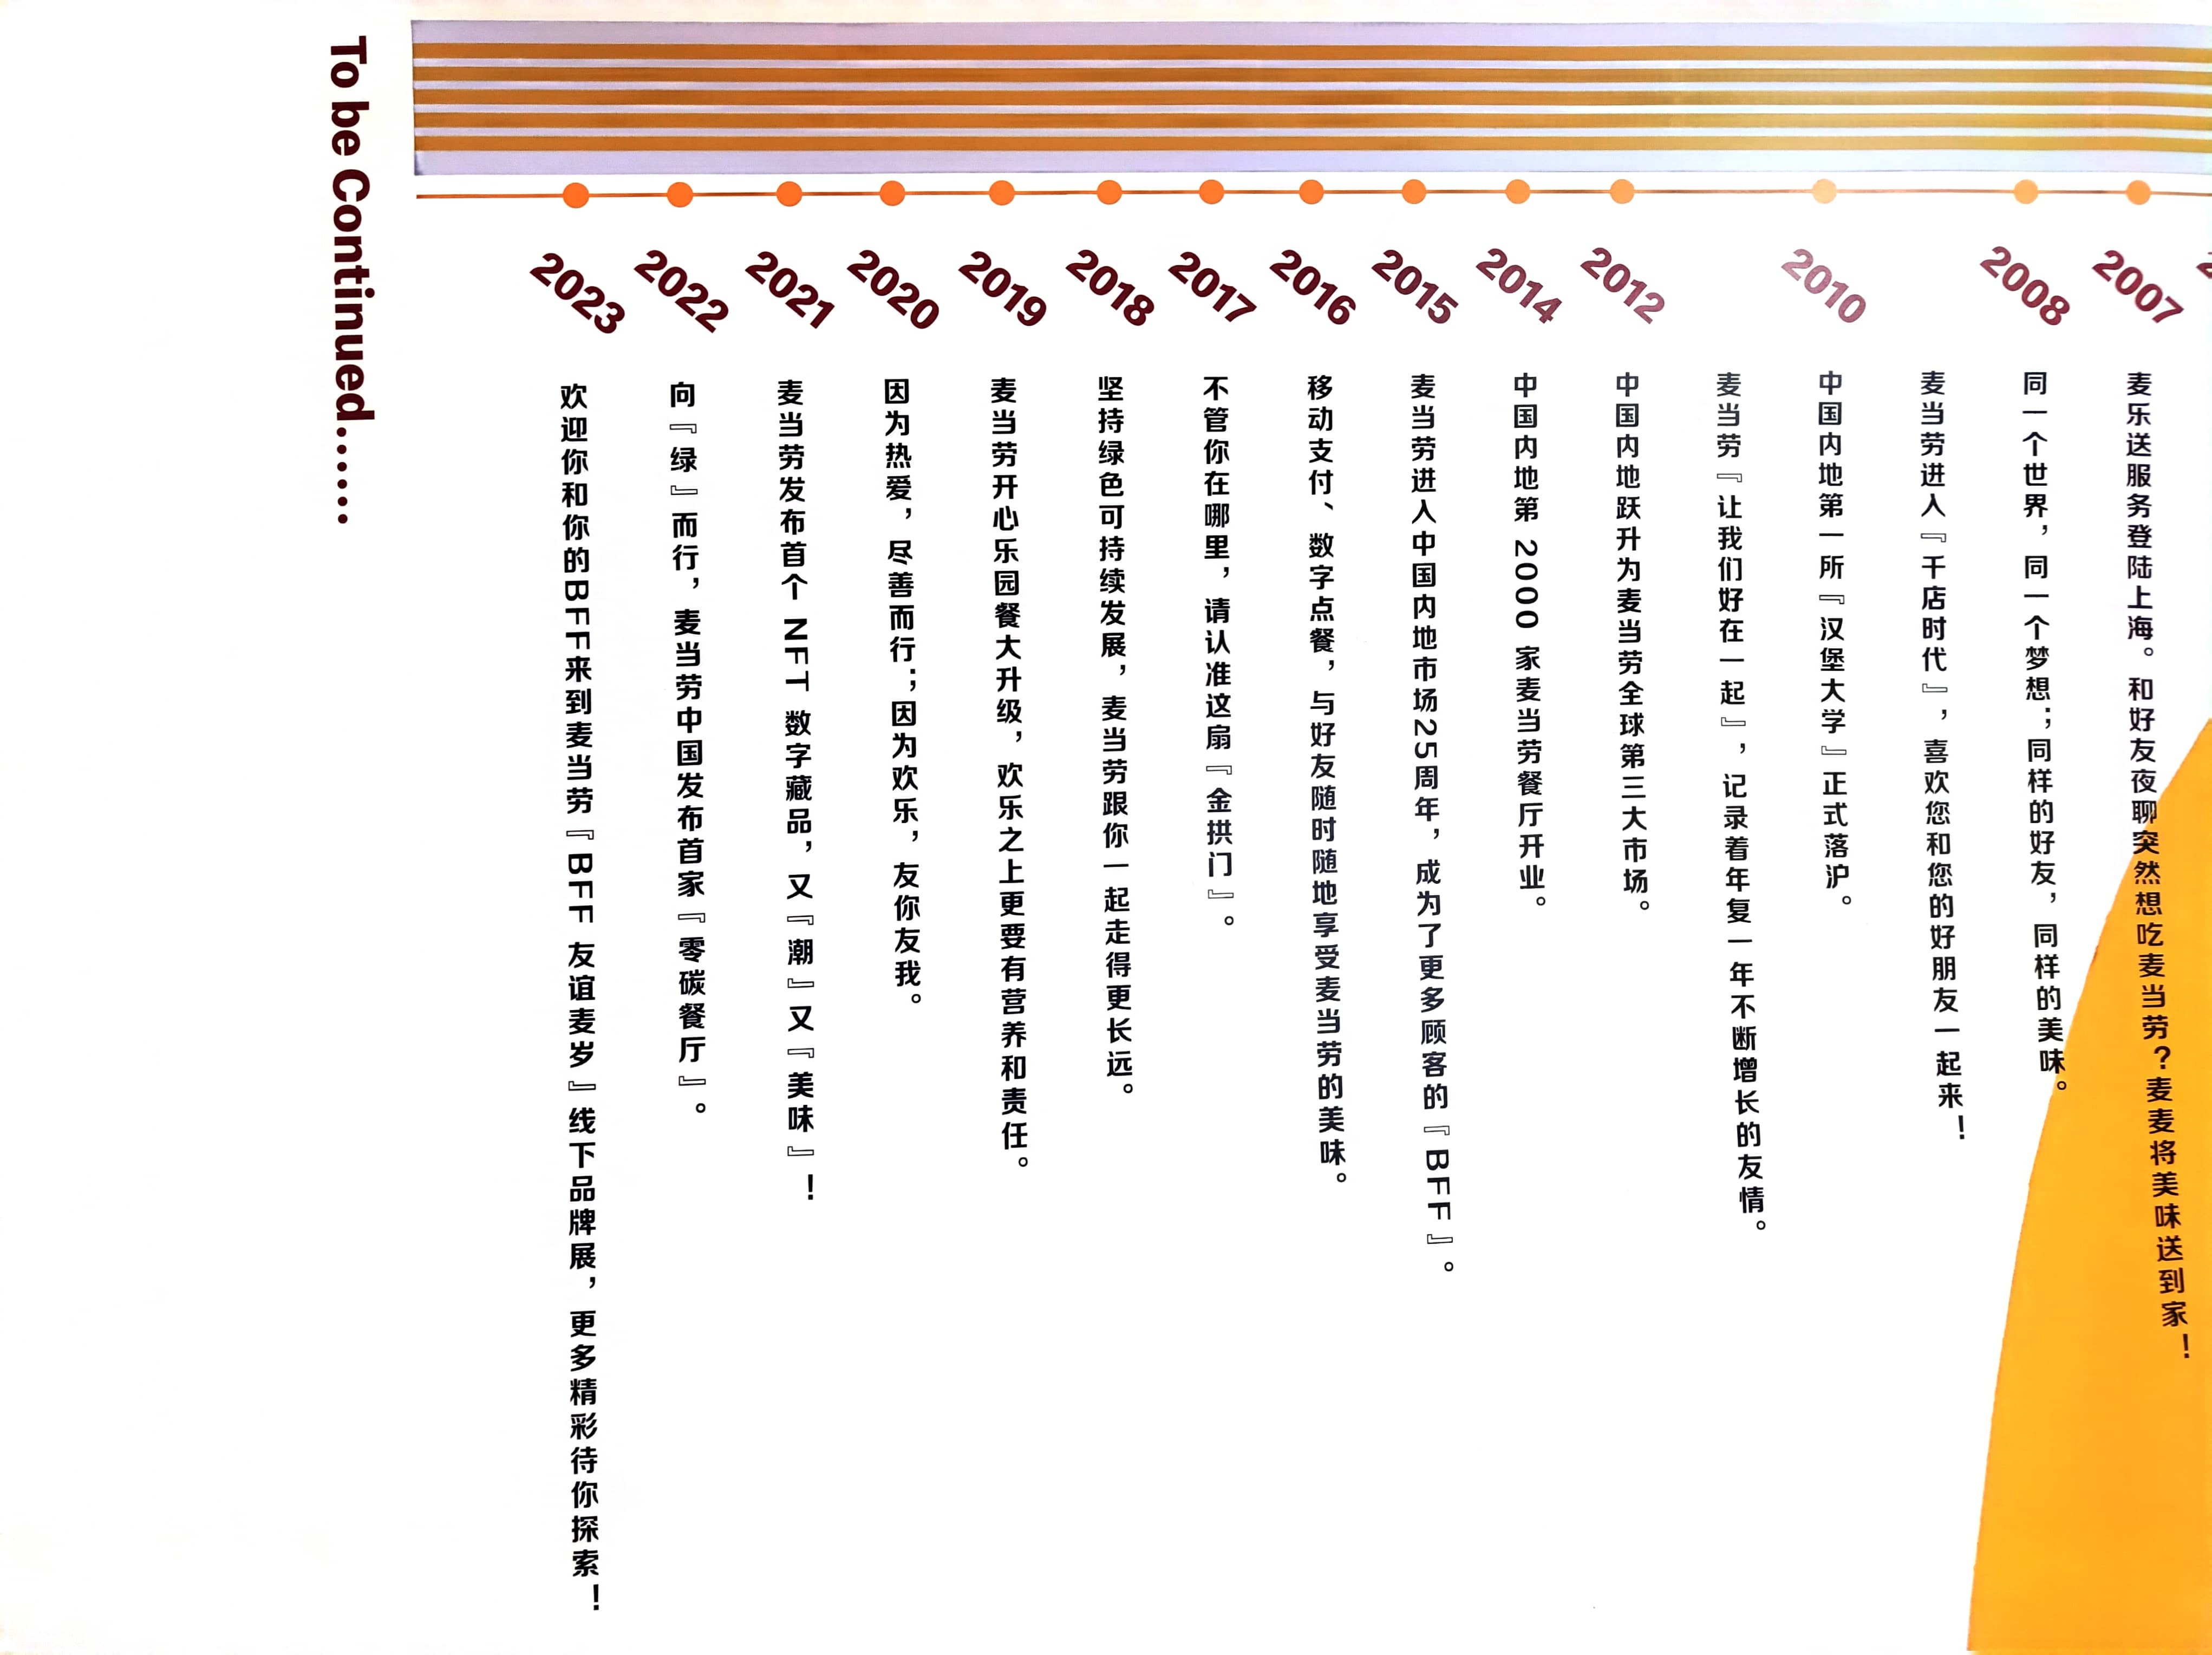 2007
麦乐送服务登陆上海。和好友夜聊突然想吃麦当劳？麦麦将美味送到家！
2008
同一个世界，同一个梦想；同样的好友，同样的美味。
麦当劳进入『千店时代』，喜欢您和您的好朋友一起来！
2010
中国内地第一所『汉堡大学』正式落沪。
麦当劳『让我们好在一起』，记录着年复一年不断增长的友情。
2012
中国内地跃升为麦当劳全球第三大市场。
2014
中国内地第 2000 家麦当劳餐厅开业。
2015
麦当劳进入中国内地市场25周年，成为了更多顾客的『BFF』。
2016
移动支付、数字点餐，与好友随时随地享受麦当劳的美味。
2017
不管你在哪里，请认准这扇『金拱门』。
2018
坚持绿色可持续发展，麦当劳跟你一起走得更长远。
2019
麦当劳开心乐园餐大升级，欢乐之上更要有营养和责任。
2020
因为热爱，尽善而行；因为欢乐，友你友我。
2021
麦当劳发布首个 NFT 数字藏品，又『潮』又『美味』！
2022
向『绿』而行，麦当劳中国发布首家『零碳餐厅』。
2023
欢迎你和你的BFF来到麦当劳『BFF 友谊麦岁』线下品牌展，更多精彩待你探索！
To be Continued......